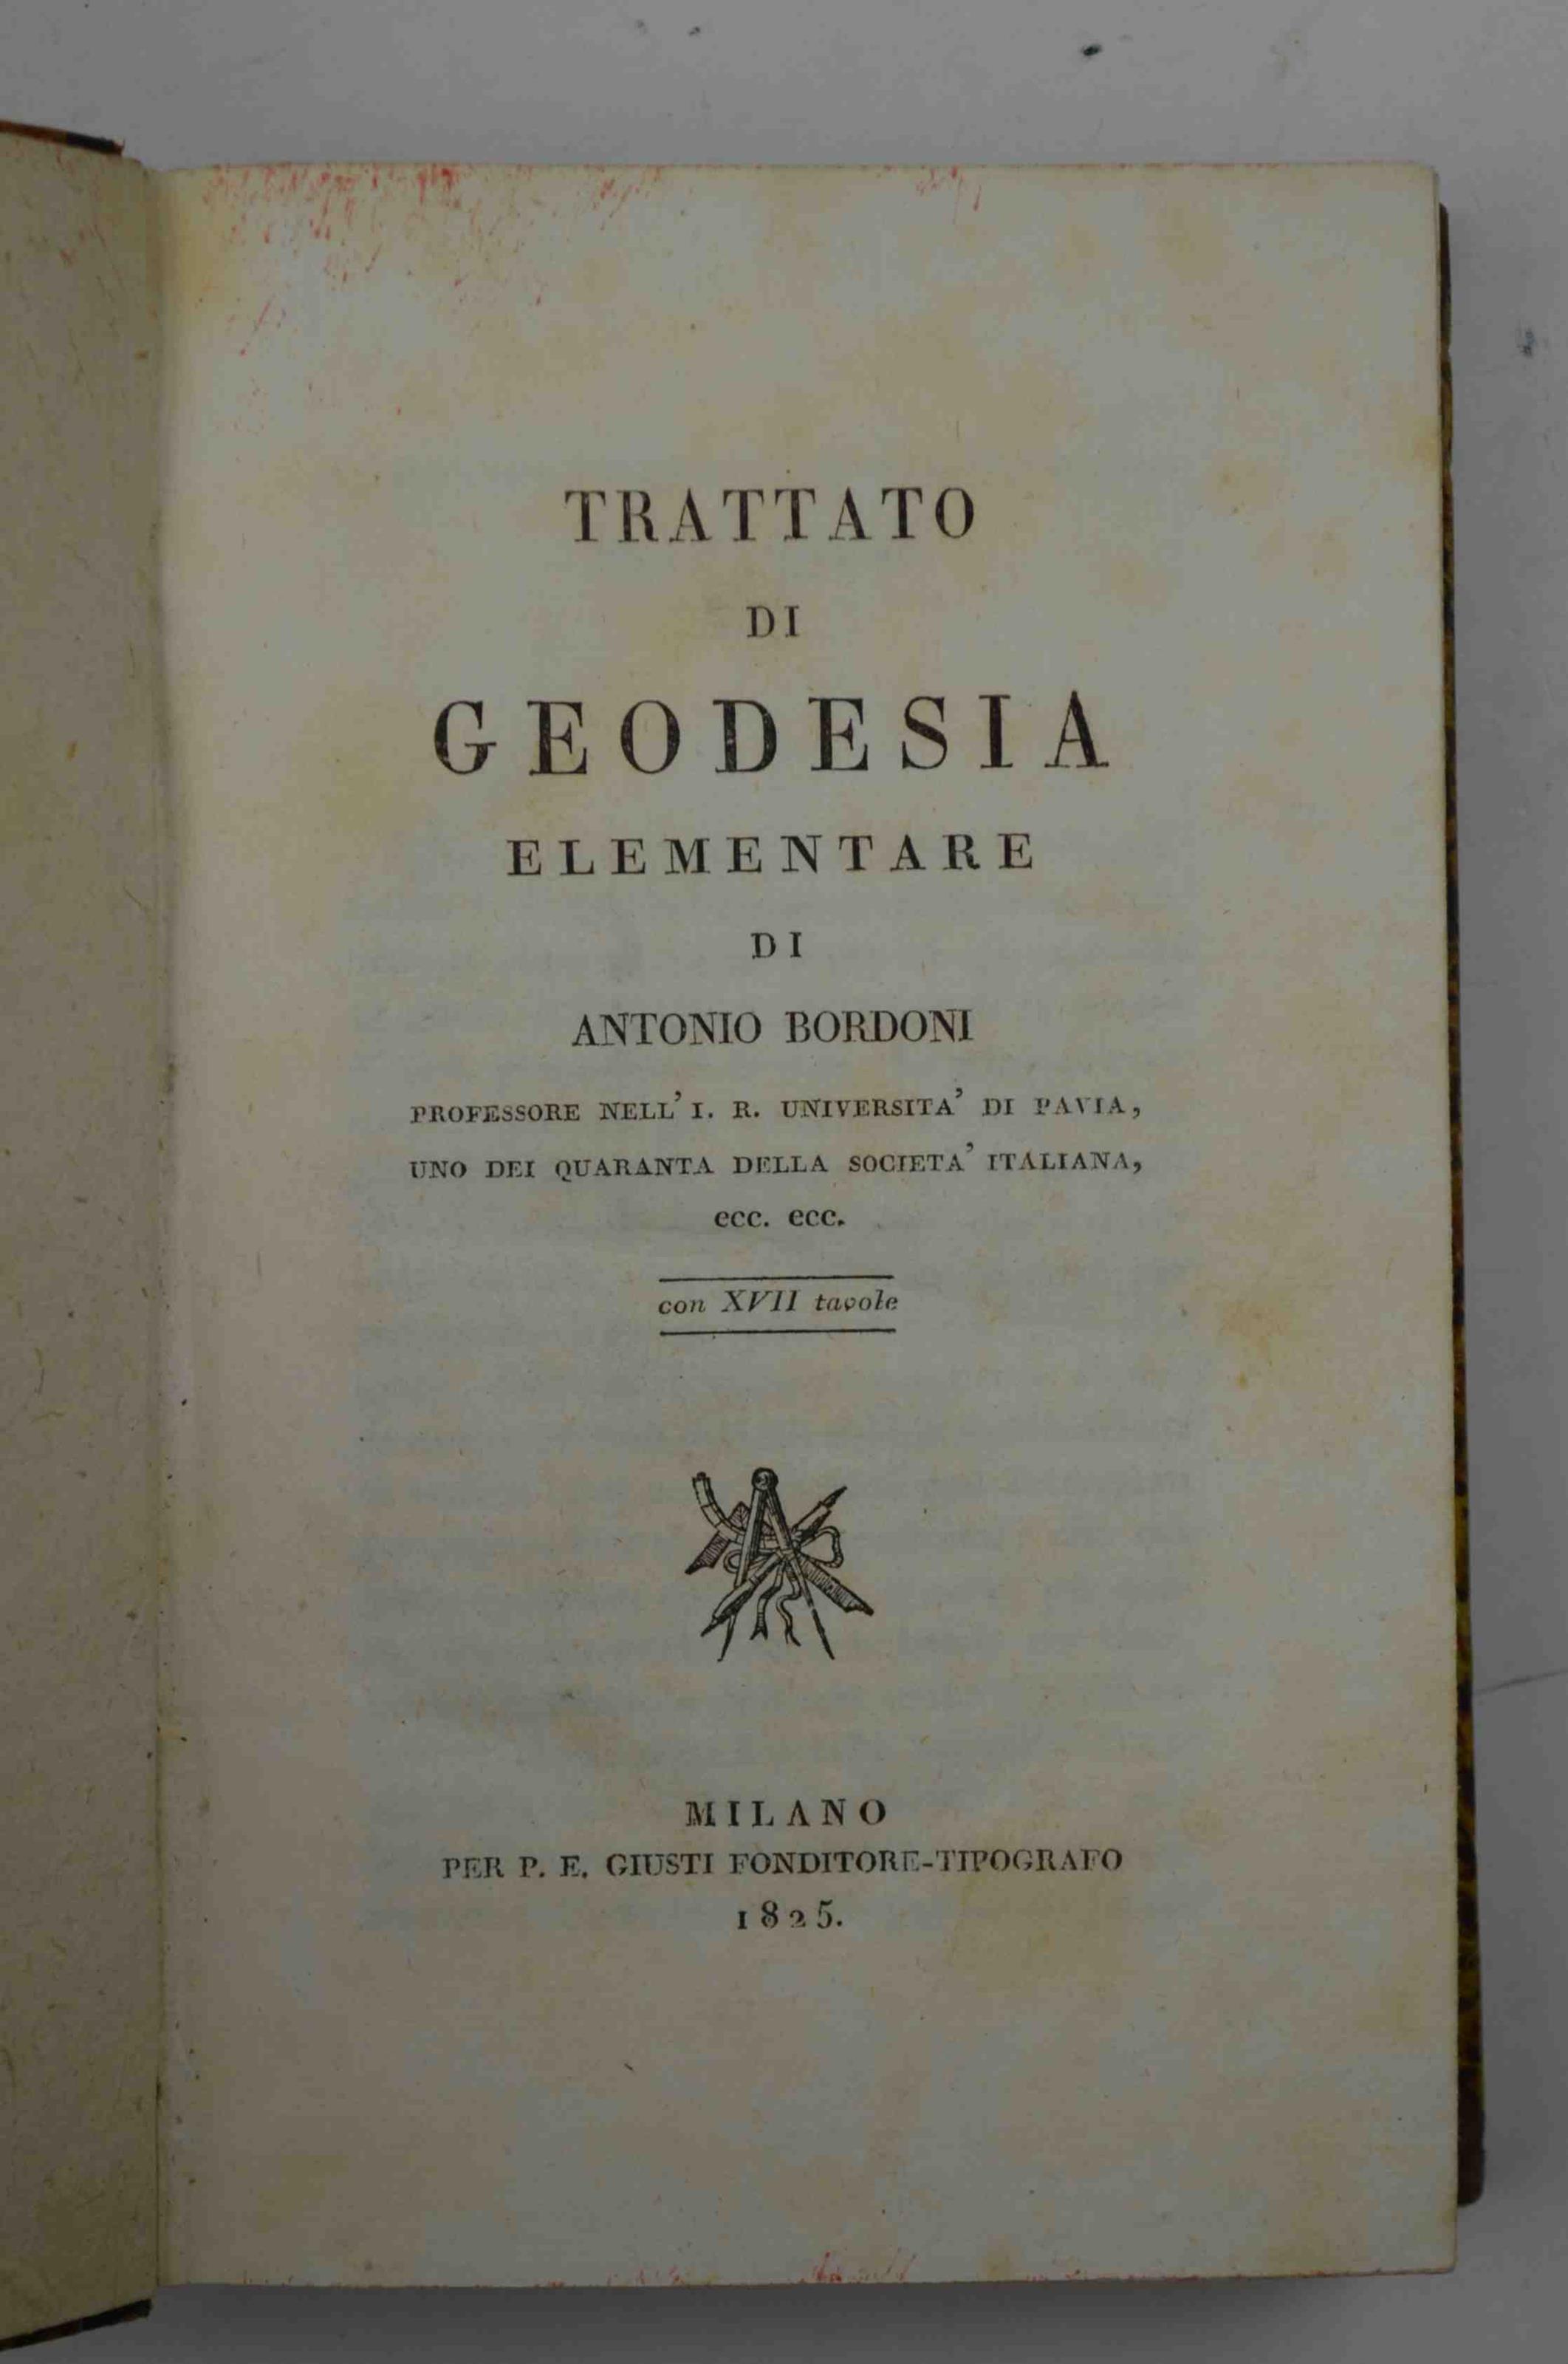 TRATTATO
DI
GEODESIA
ELEMENTARE
DI
ANTONIO BORDONI
PROFESSORE NELL' I. R. UNIVERSITA' DI PAVIA,
UNO DEI QUARANTA DELLA SOCIETA' ITALIANA,
ecc. ecc.
con XVII tavole
MILANO
PER P. E. GIUSTI FONDITORE-TIPOGRAFO
1825.